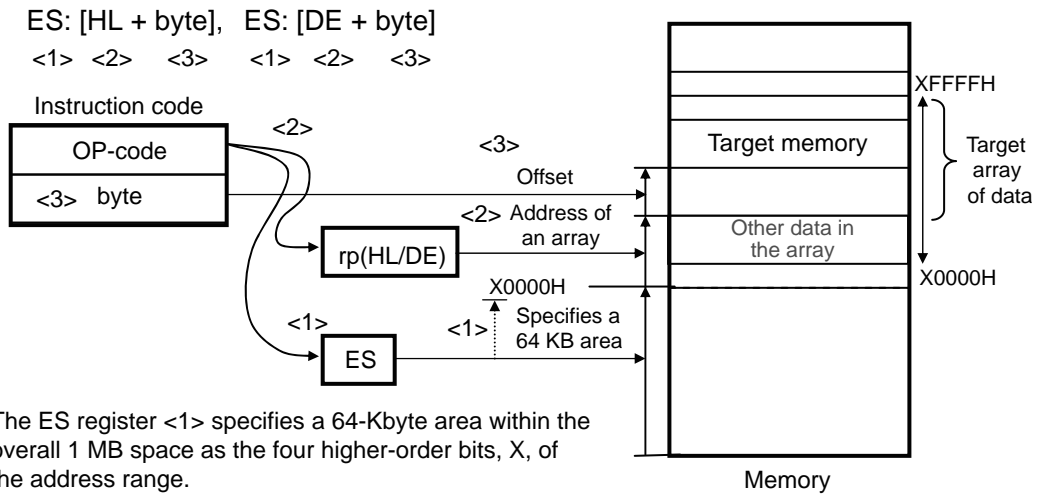 ES: [HL + byte], ES: [DE + byte]
<1> <2> <3> <1> <2> <3>
Instruction code
OP-code
<3> byte
<2>
<3>
Offset
<2> Address of
an array
rp(HL/DE)
X0000H
<1>
Specifies a
64 KB area
<1>
ES
XFFFFH
Target memory
Target
array
of data
Other data in
the array
X0000H
Memory
The ES register <1> specifies a 64-Kbyte area within the
overall 1 MB space as the four higher-order bits, X, of
the address range.